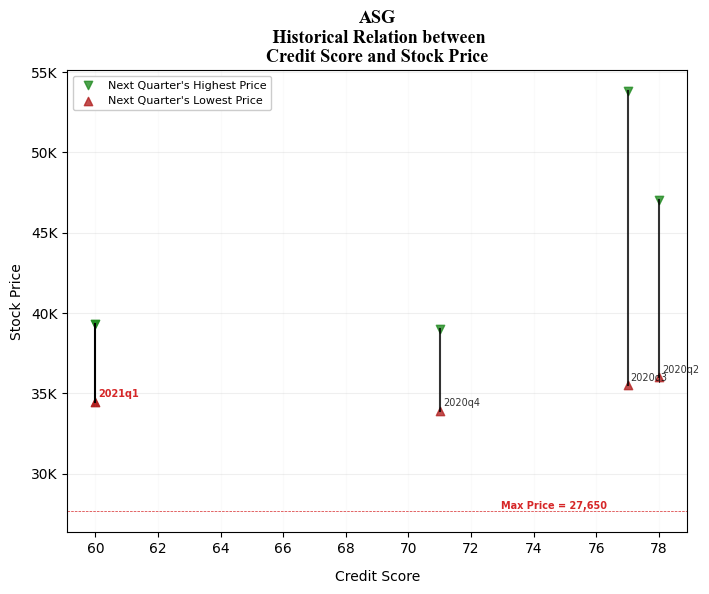 ASG
Historical Relation between
Credit Score and Stock Price
55K
50K
45K
40K
35K
30K
Stock Price
Next Quarter's Highest Price
Next Quarter's Lowest Price
2021q1
2020q4
2020q3
2020q2
Max Price = 27,650
60 62 64 66 68 70 72 74 76 78
Credit Score